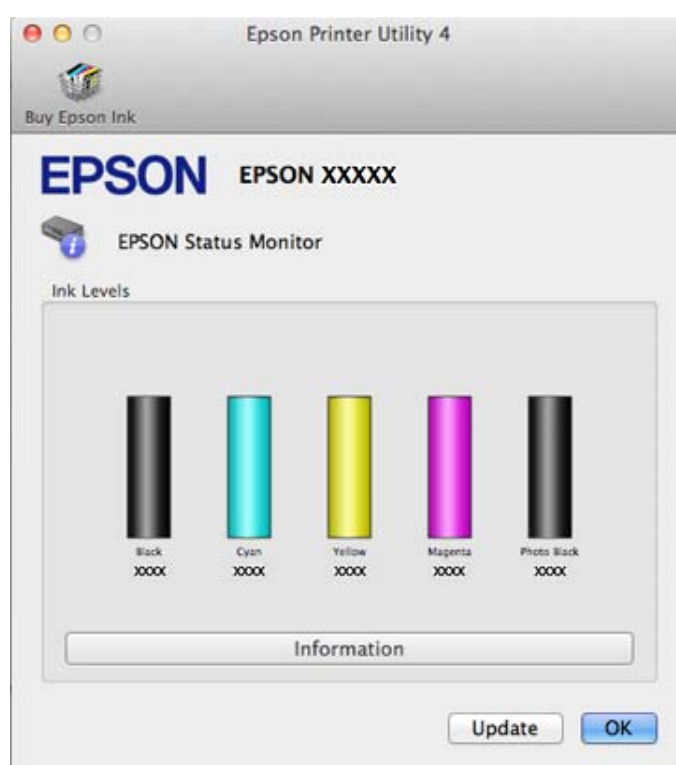 Epson Printer Utility 4
Buy Epson Ink
EPSON EPSON XXXXX
EPSON Status Monitor
Ink Levels
Black Cyan Yellow Magenta Photo Black
XXXX XXXX XXXX XXXX XXXX
Information
Update OK